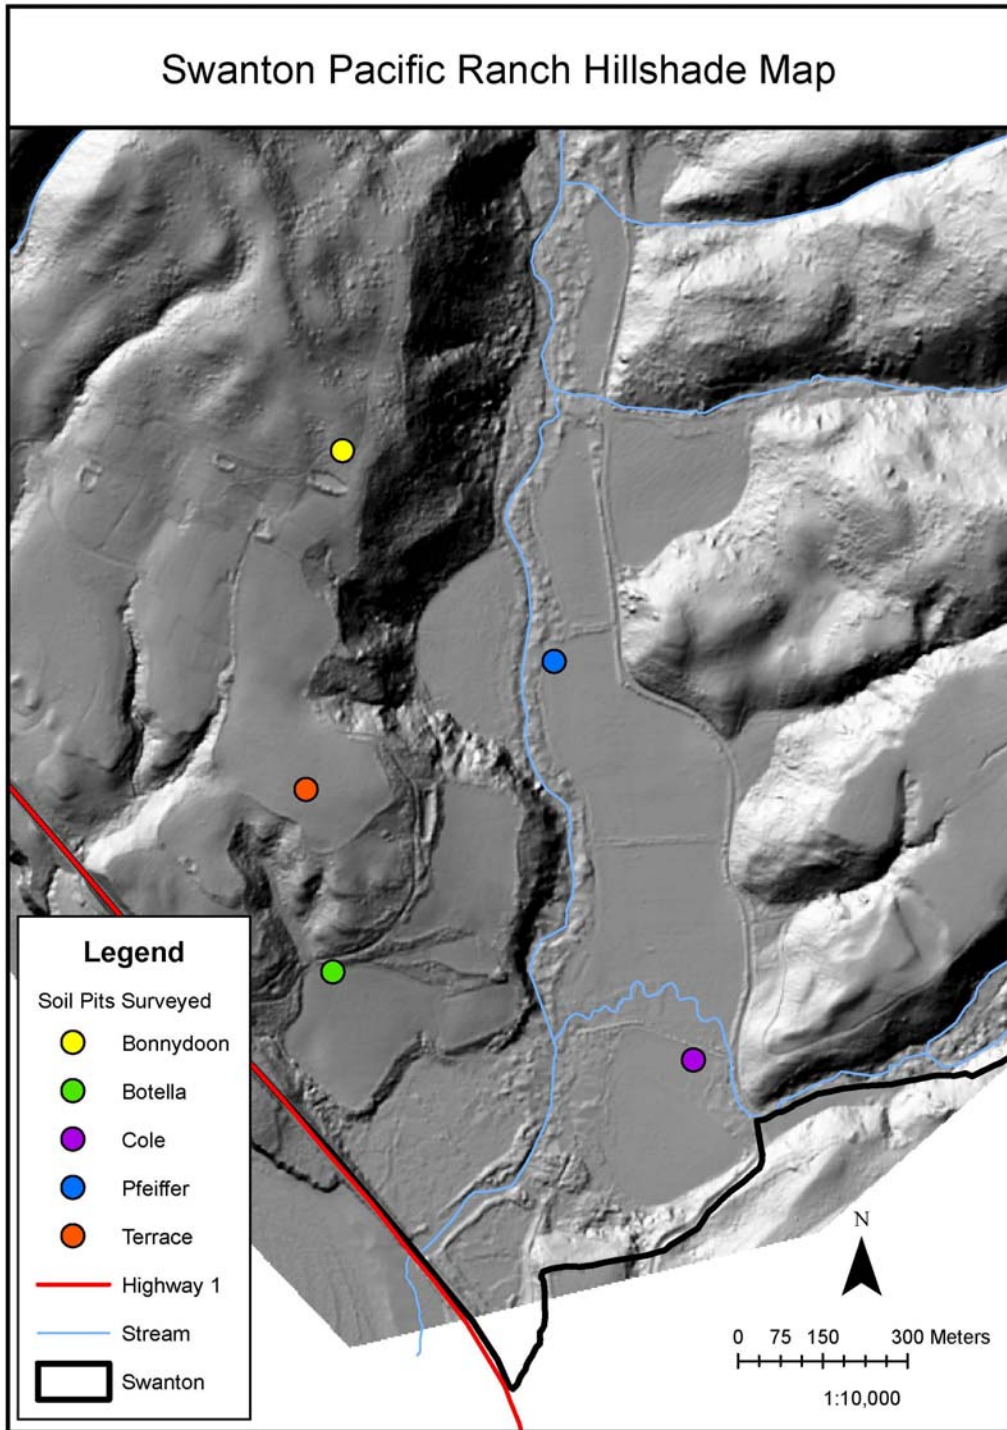 Swanton Pacific Ranch Hillshade Map
Legend
Soil Pits Surveyed
Bonnydoon
Botella
Cole
Pfeiffer
Terrace
Highway 1
Stream
Swanton
N
0 75 150 300 Meters
1:10,000